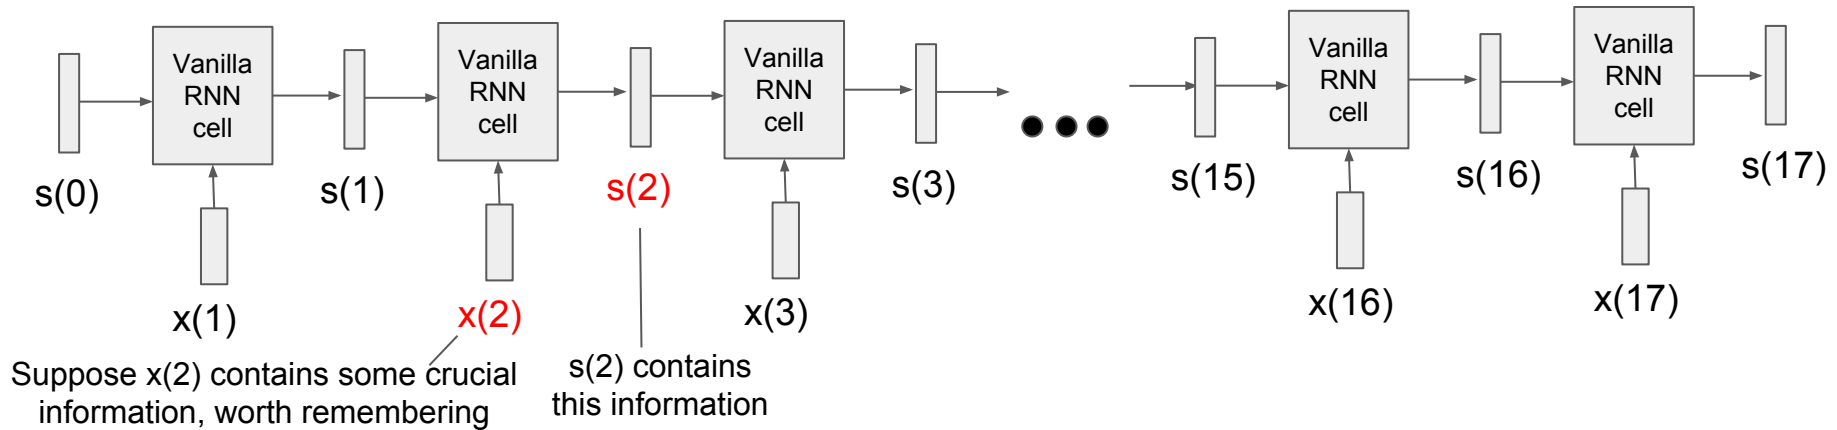 Vanilla
RNN
cell
Vanilla
RNN
cell
Vanilla
RNN
cell
Vanilla
RNN
cell
Vanilla
RNN
cell
s(0)
s(1)
s(2)
s(3)
s(15)
s(16)
s(17)
x(1)
x(2)
x(3)
x(16)
x(17)
Suppose x(2) contains some crucial
information, worth remembering
s(2) contains
this information